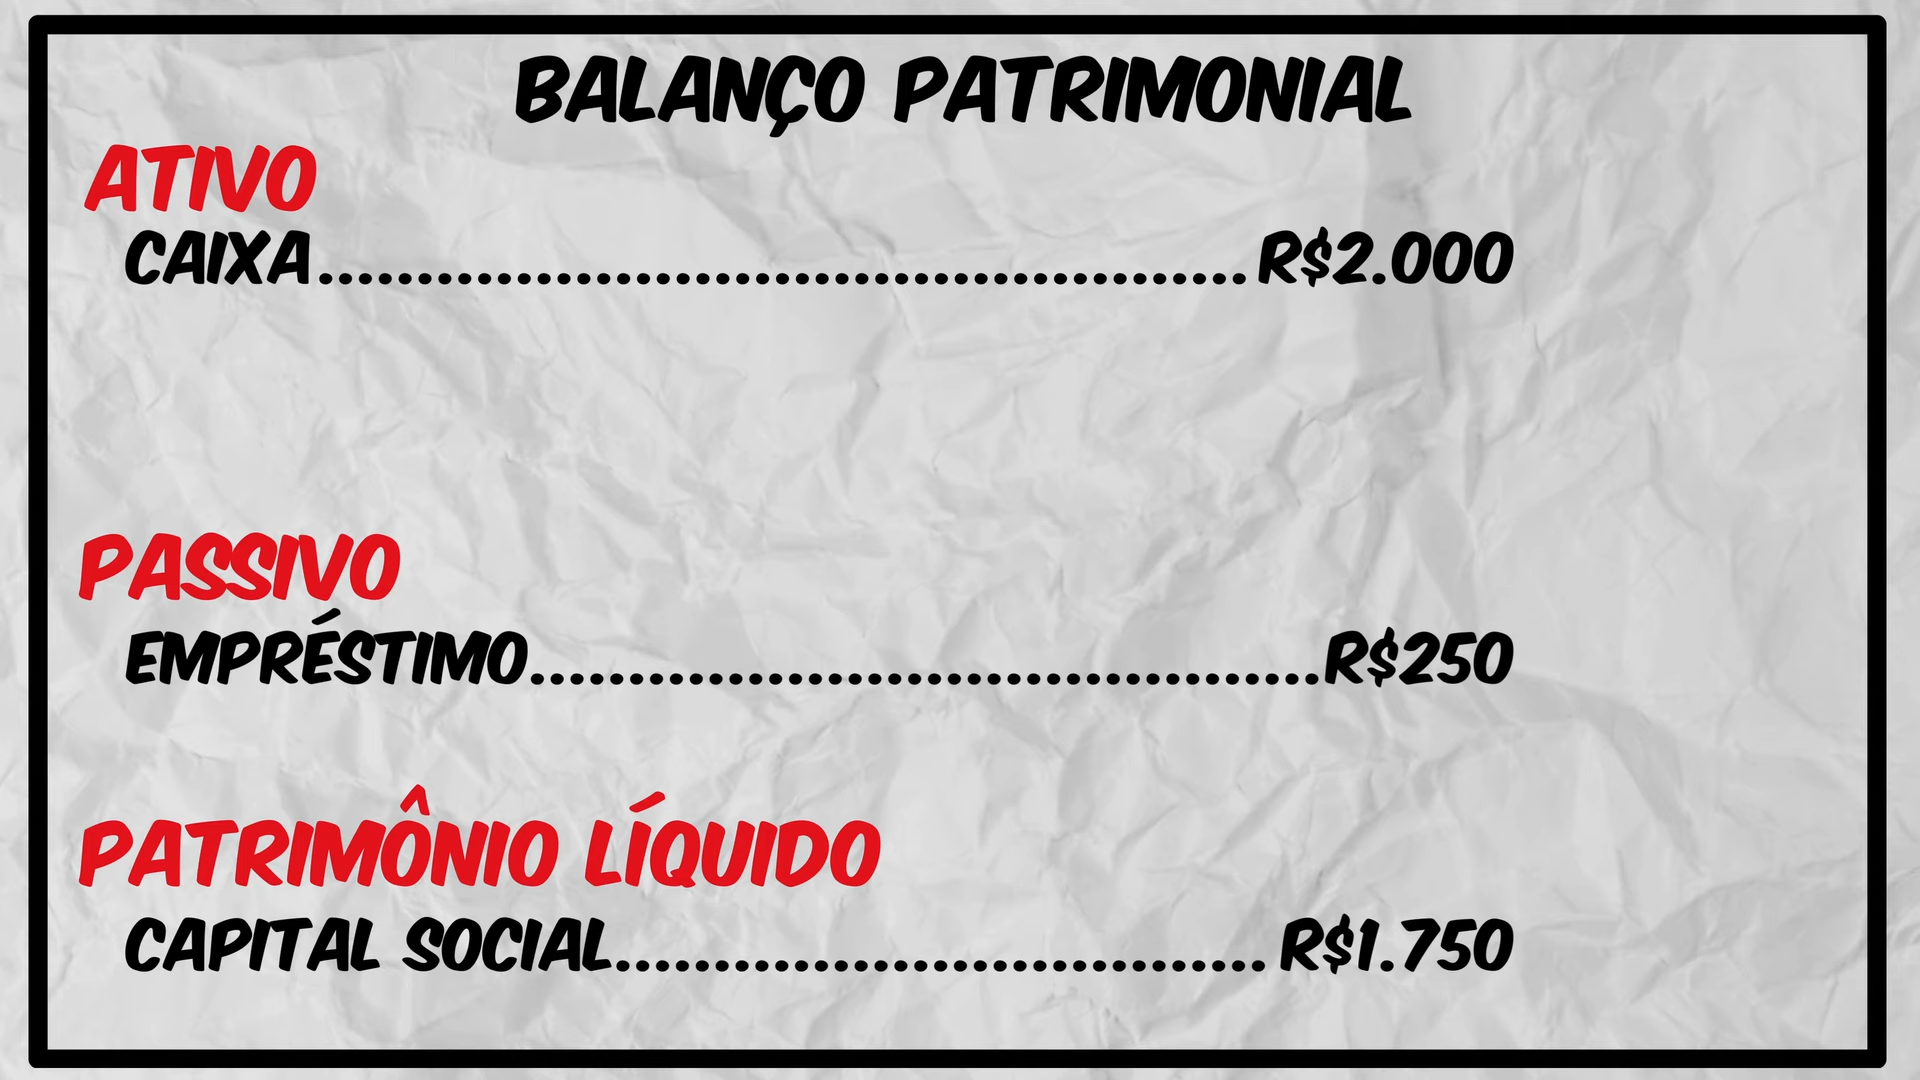 BALANÇO PATRIMONIAL
ATIVO
CAIXA............................................... R$2.000
PASSIVO
EMPRÉSTIMO........................................R$250
PATRIMÔNIO LÍQUIDO
CAPITAL SOCIAL................................. R$1.750